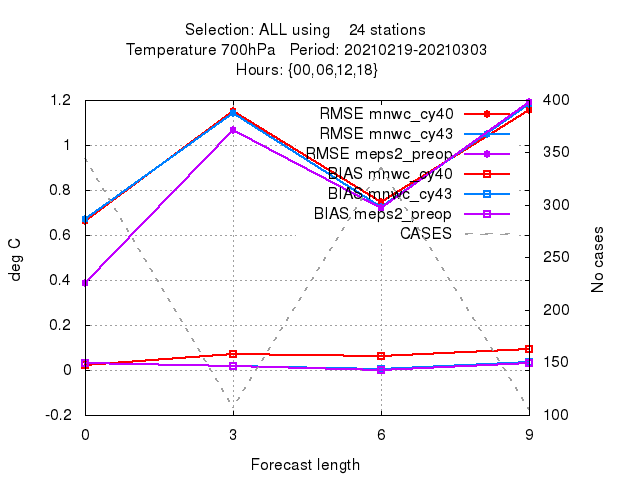 Selection: ALL using    24 stations
Temperature 700hPa   Period: 20210219-20210303
Hours: {00,06,12,18}
1.2
1
0.8
0.6
0.4
0.2
0
-0.2
deg C
RMSE mnwc_cy40
RMSE mnwc_cy43
RMSE meps2_preop
BIAS mnwc_cy40
BIAS mnwc_cy43
BIAS meps2_preop
CASES
400
350
300
250
200
150
100
No cases
0 3 6 9
Forecast length